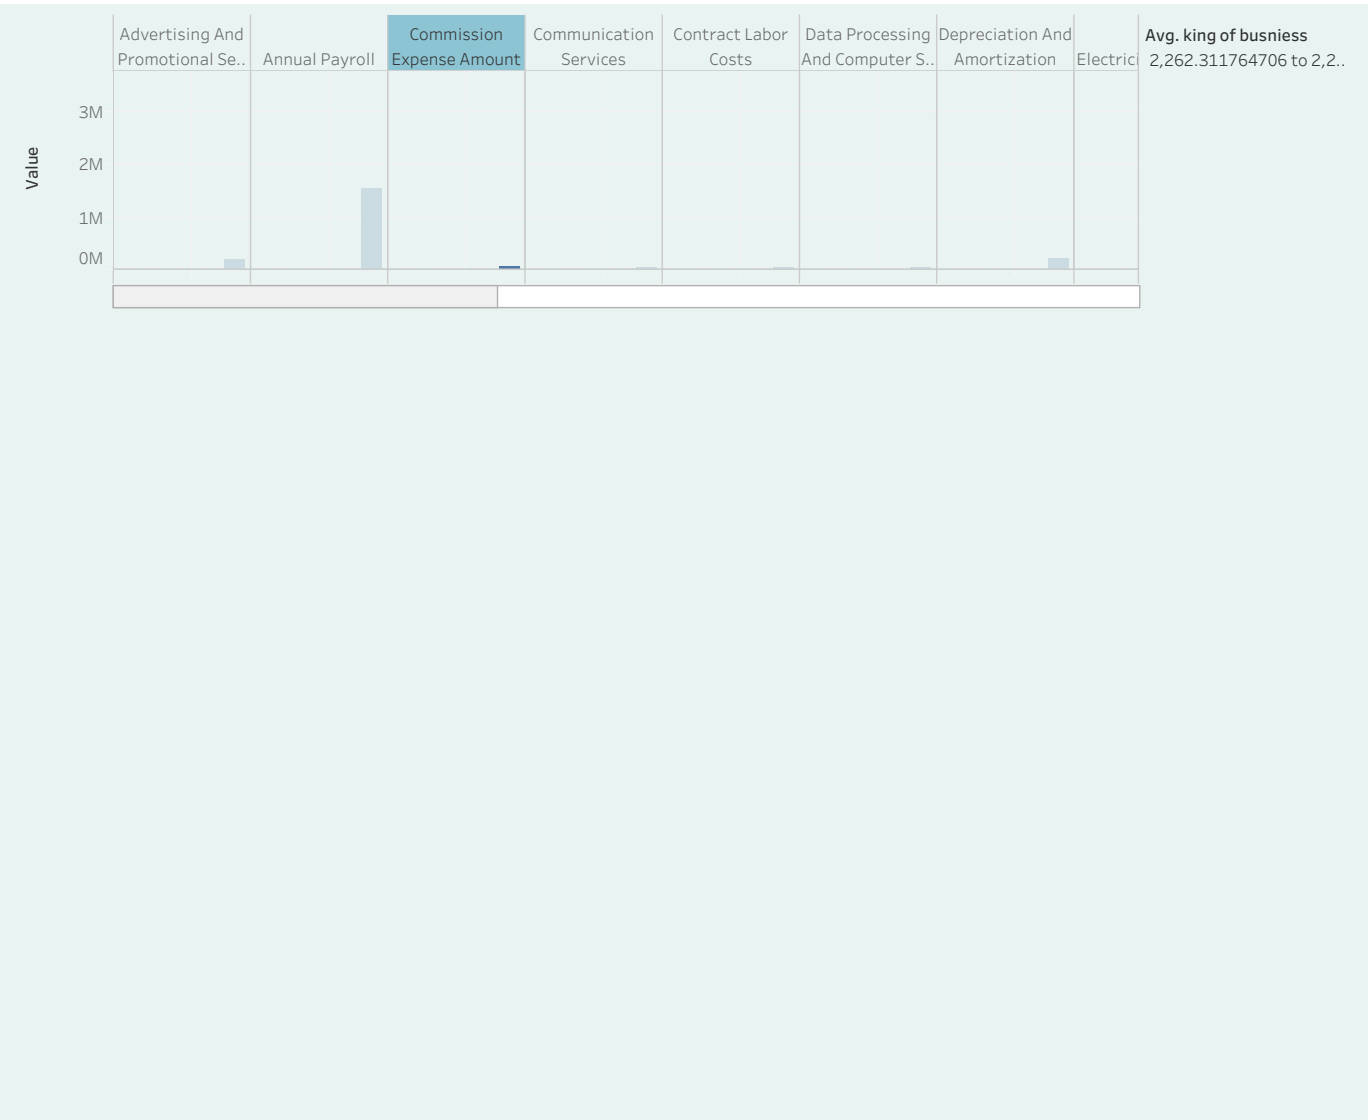 Advertising And
Promotional Se..
Annual Payroll
Commission
Expense Amount
Communication
Services
Contract Labor
Costs
Data Processing
And Computer S..
Depreciation And
Amortization
Electrici
Avg. king of busniess
2,262.311764706 to 2,2..
Value
3M
2M
1M
0M